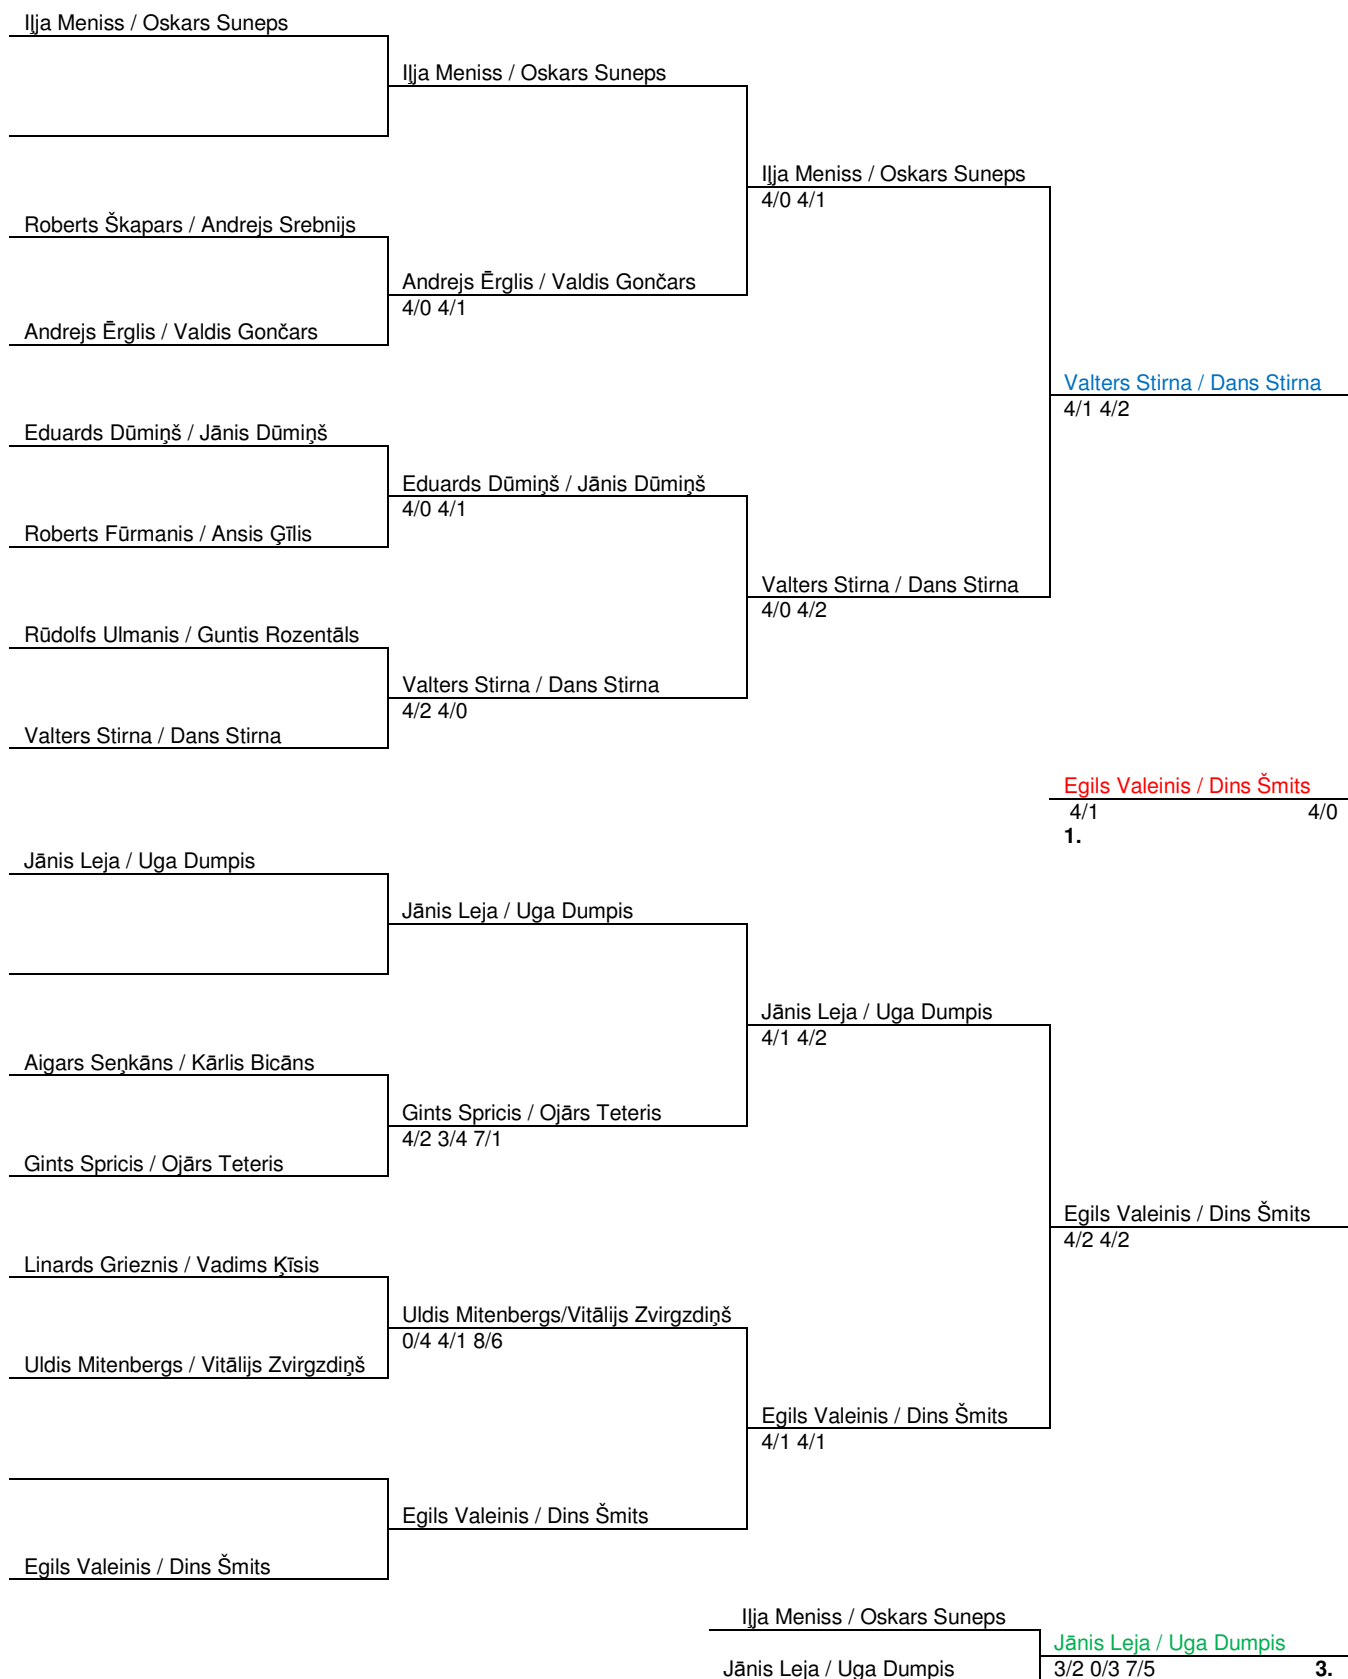 Iļja Meniss / Oskars Suneps
Iļja Meniss / Oskars Suneps
Iļja Meniss / Oskars Suneps
4/0 4/1
Roberts Škapars / Andrejs Srebnijs
Andrejs Ērglis / Valdis Gončars
4/0 4/1
Andrejs Ērglis / Valdis Gončars
Valters Stirna / Dans Stirna
4/1 4/2
Eduards Dūmiņš / Jānis Dūmiņš
Eduards Dūmiņš / Jānis Dūmiņš
4/0 4/1
Roberts Fūrmanis / Ansis Ģīlis
Valters Stirna / Dans Stirna
4/0 4/2
Rūdolfs Ulmanis / Guntis Rozentāls
Valters Stirna / Dans Stirna
4/2 4/0
Valters Stirna / Dans Stirna
Egils Valeinis / Dins Šmits
4/1 4/0
1.
Jānis Leja / Uga Dumpis
Jānis Leja / Uga Dumpis
Jānis Leja / Uga Dumpis
4/1 4/2
Aigars Seņkāns / Kārlis Bicāns
Gints Spricis / Ojārs Teteris
4/2 3/4 7/1
Gints Spricis / Ojārs Teteris
Egils Valeinis / Dins Šmits
4/2 4/2
Linards Grieznis / Vadims Ķīsis
Uldis Mitenbergs/Vitālijs Zvirgzdiņš
0/4 4/1 8/6
Uldis Mitenbergs / Vitālijs Zvirgzdiņš
Egils Valeinis / Dins Šmits
4/1 4/1
Egils Valeinis / Dins Šmits
Egils Valeinis / Dins Šmits
Iļja Meniss / Oskars Suneps
Jānis Leja / Uga Dumpis
Jānis Leja / Uga Dumpis
3/2 0/3 7/5 3.